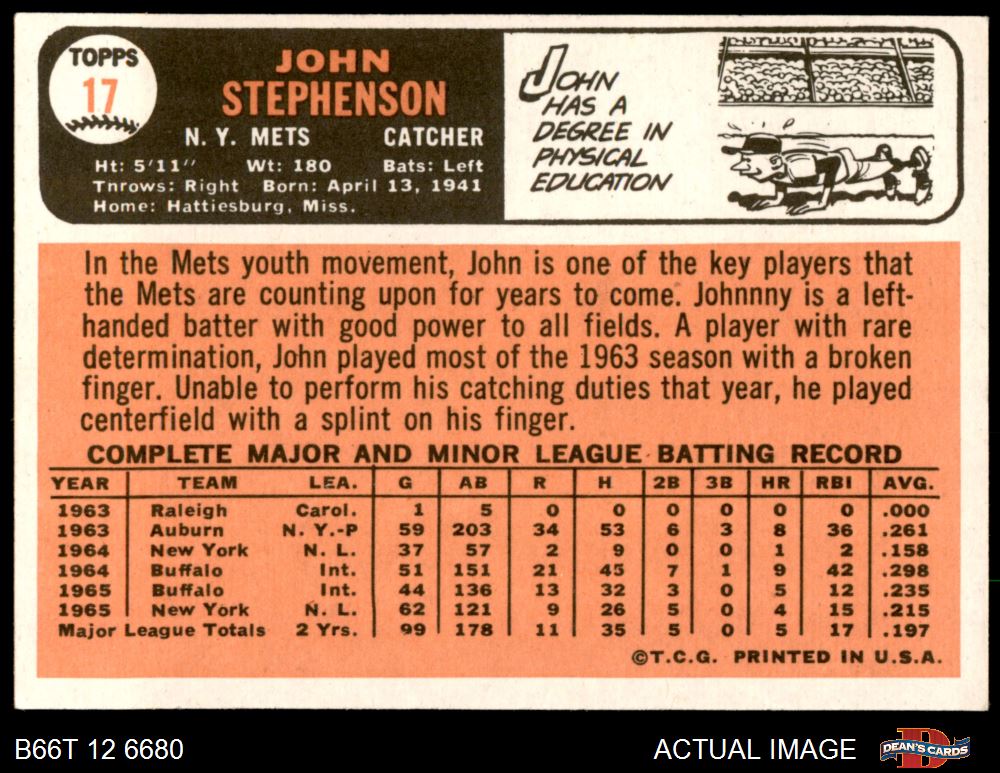 TOPPS
17
JOHN
STEPHENSON
N. Y. METS CATCHER
Ht: 5'11" Wt: 180 Bats: Left
Throws: Right Born: April 13, 1941
Home: Hattiesburg, Miss.
JOHN
HAS A
DEGREE IN
PHYSICAL
EDUCATION
In the Mets youth movement, John is one of the key players that
the Mets are counting upon for years to come. Johnnny is a left-
handed batter with good power to all fields. A player with rare
determination, John played most of the 1963 season with a broken
finger. Unable to perform his catching duties that year, he played
centerfield with a splint on his finger.
COMPLETE MAJOR AND MINOR LEAGUE BATTING RECORD
YEAR TEAM LEA. G AB R H 2B 3B HR RBI AVG.
1963 Raleigh Carol. 1 5 0 0 0 0 0 0 .000
1963 Auburn N. Y.-P 59 203 34 53 6 3 8 36 .261
1964 New York N. L. 37 57 2 9 0 0 1 2 .158
1964 Buffalo Int. 51 151 21 45 7 1 9 42 .298
1965 Buffalo Int. 44 136 13 32 3 0 5 12 .235
1965 New York N. L. 62 121 9 26 5 0 4 15 .215
Major League Totals 2 Yrs. 99 178 11 35 5 0 5 17 .197
©T.C.G. PRINTED IN U.S.A.
B66T 12 6680 ACTUAL IMAGE DEAN'S CARDS